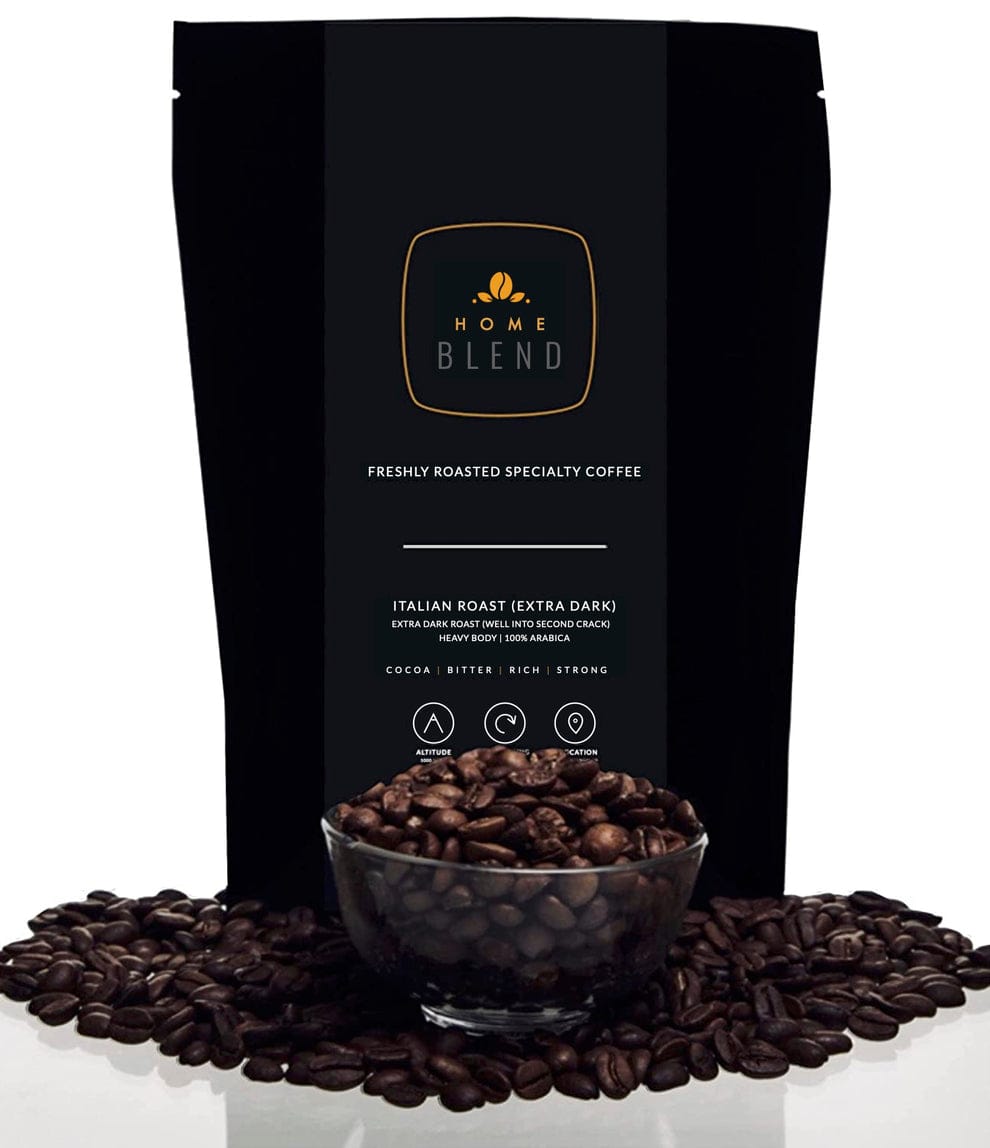 HOME
BLEND
FRESHLY ROASTED SPECIALTY COFFEE
ITALIAN ROAST (EXTRA DARK)
EXTRA DARK ROAST (WELL INTO SECOND CRACK)
HEAVY BODY | 100% ARABICA
COCOA | BITTER | RICH | STRONG
ALTITUDE